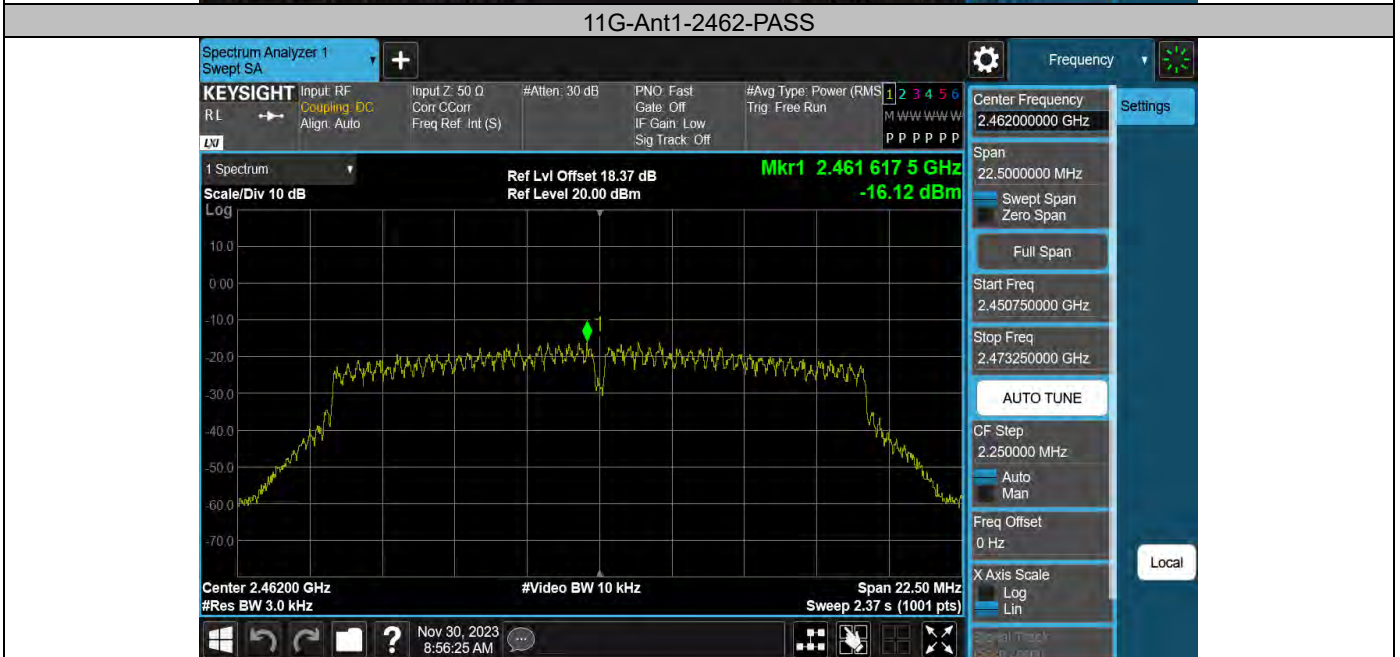 11G-Ant1-2462-PASS
Spectrum Analyzer 1
Swept SA
+
Frequency
KEYSIGHT
RL
LXI
Input: RF
Coupling: DC
Align: Auto
Input Z: 50 Ω
Corr CCorr
Freq Ref: Int (S)
#Atten: 30 dB
PNO: Fast
Gate: Off
IF Gain: Low
Sig Track: Off
#Avg Type: Power (RMS
Trig: Free Run
1 2 3 4 5 6
M W W W W W
P P P P P P
Center Frequency
2.462000000 GHz
Settings
Span
22.5000000 MHz
Swept Span
Zero Span
Full Span
Start Freq
2.450750000 GHz
Stop Freq
2.473250000 GHz
AUTO TUNE
CF Step
2.250000 MHz
Auto
Man
Freq Offset
0 Hz
X Axis Scale
Log
Lin
Local
1 Spectrum
Scale/Div 10 dB
Ref Lvl Offset 18.37 dB
Ref Level 20.00 dBm
Mkr1 2.461 617 5 GHz
-16.12 dBm
Log
10.0
0.00
-10.0
1
-20.0
-30.0
-40.0
-50.0
-60.0
-70.0
Center 2.46200 GHz
#Video BW 10 kHz
Span 22.50 MHz
#Res BW 3.0 kHz
Sweep 2.37 s (1001 pts)
?
Nov 30, 2023
8:56:25 AM